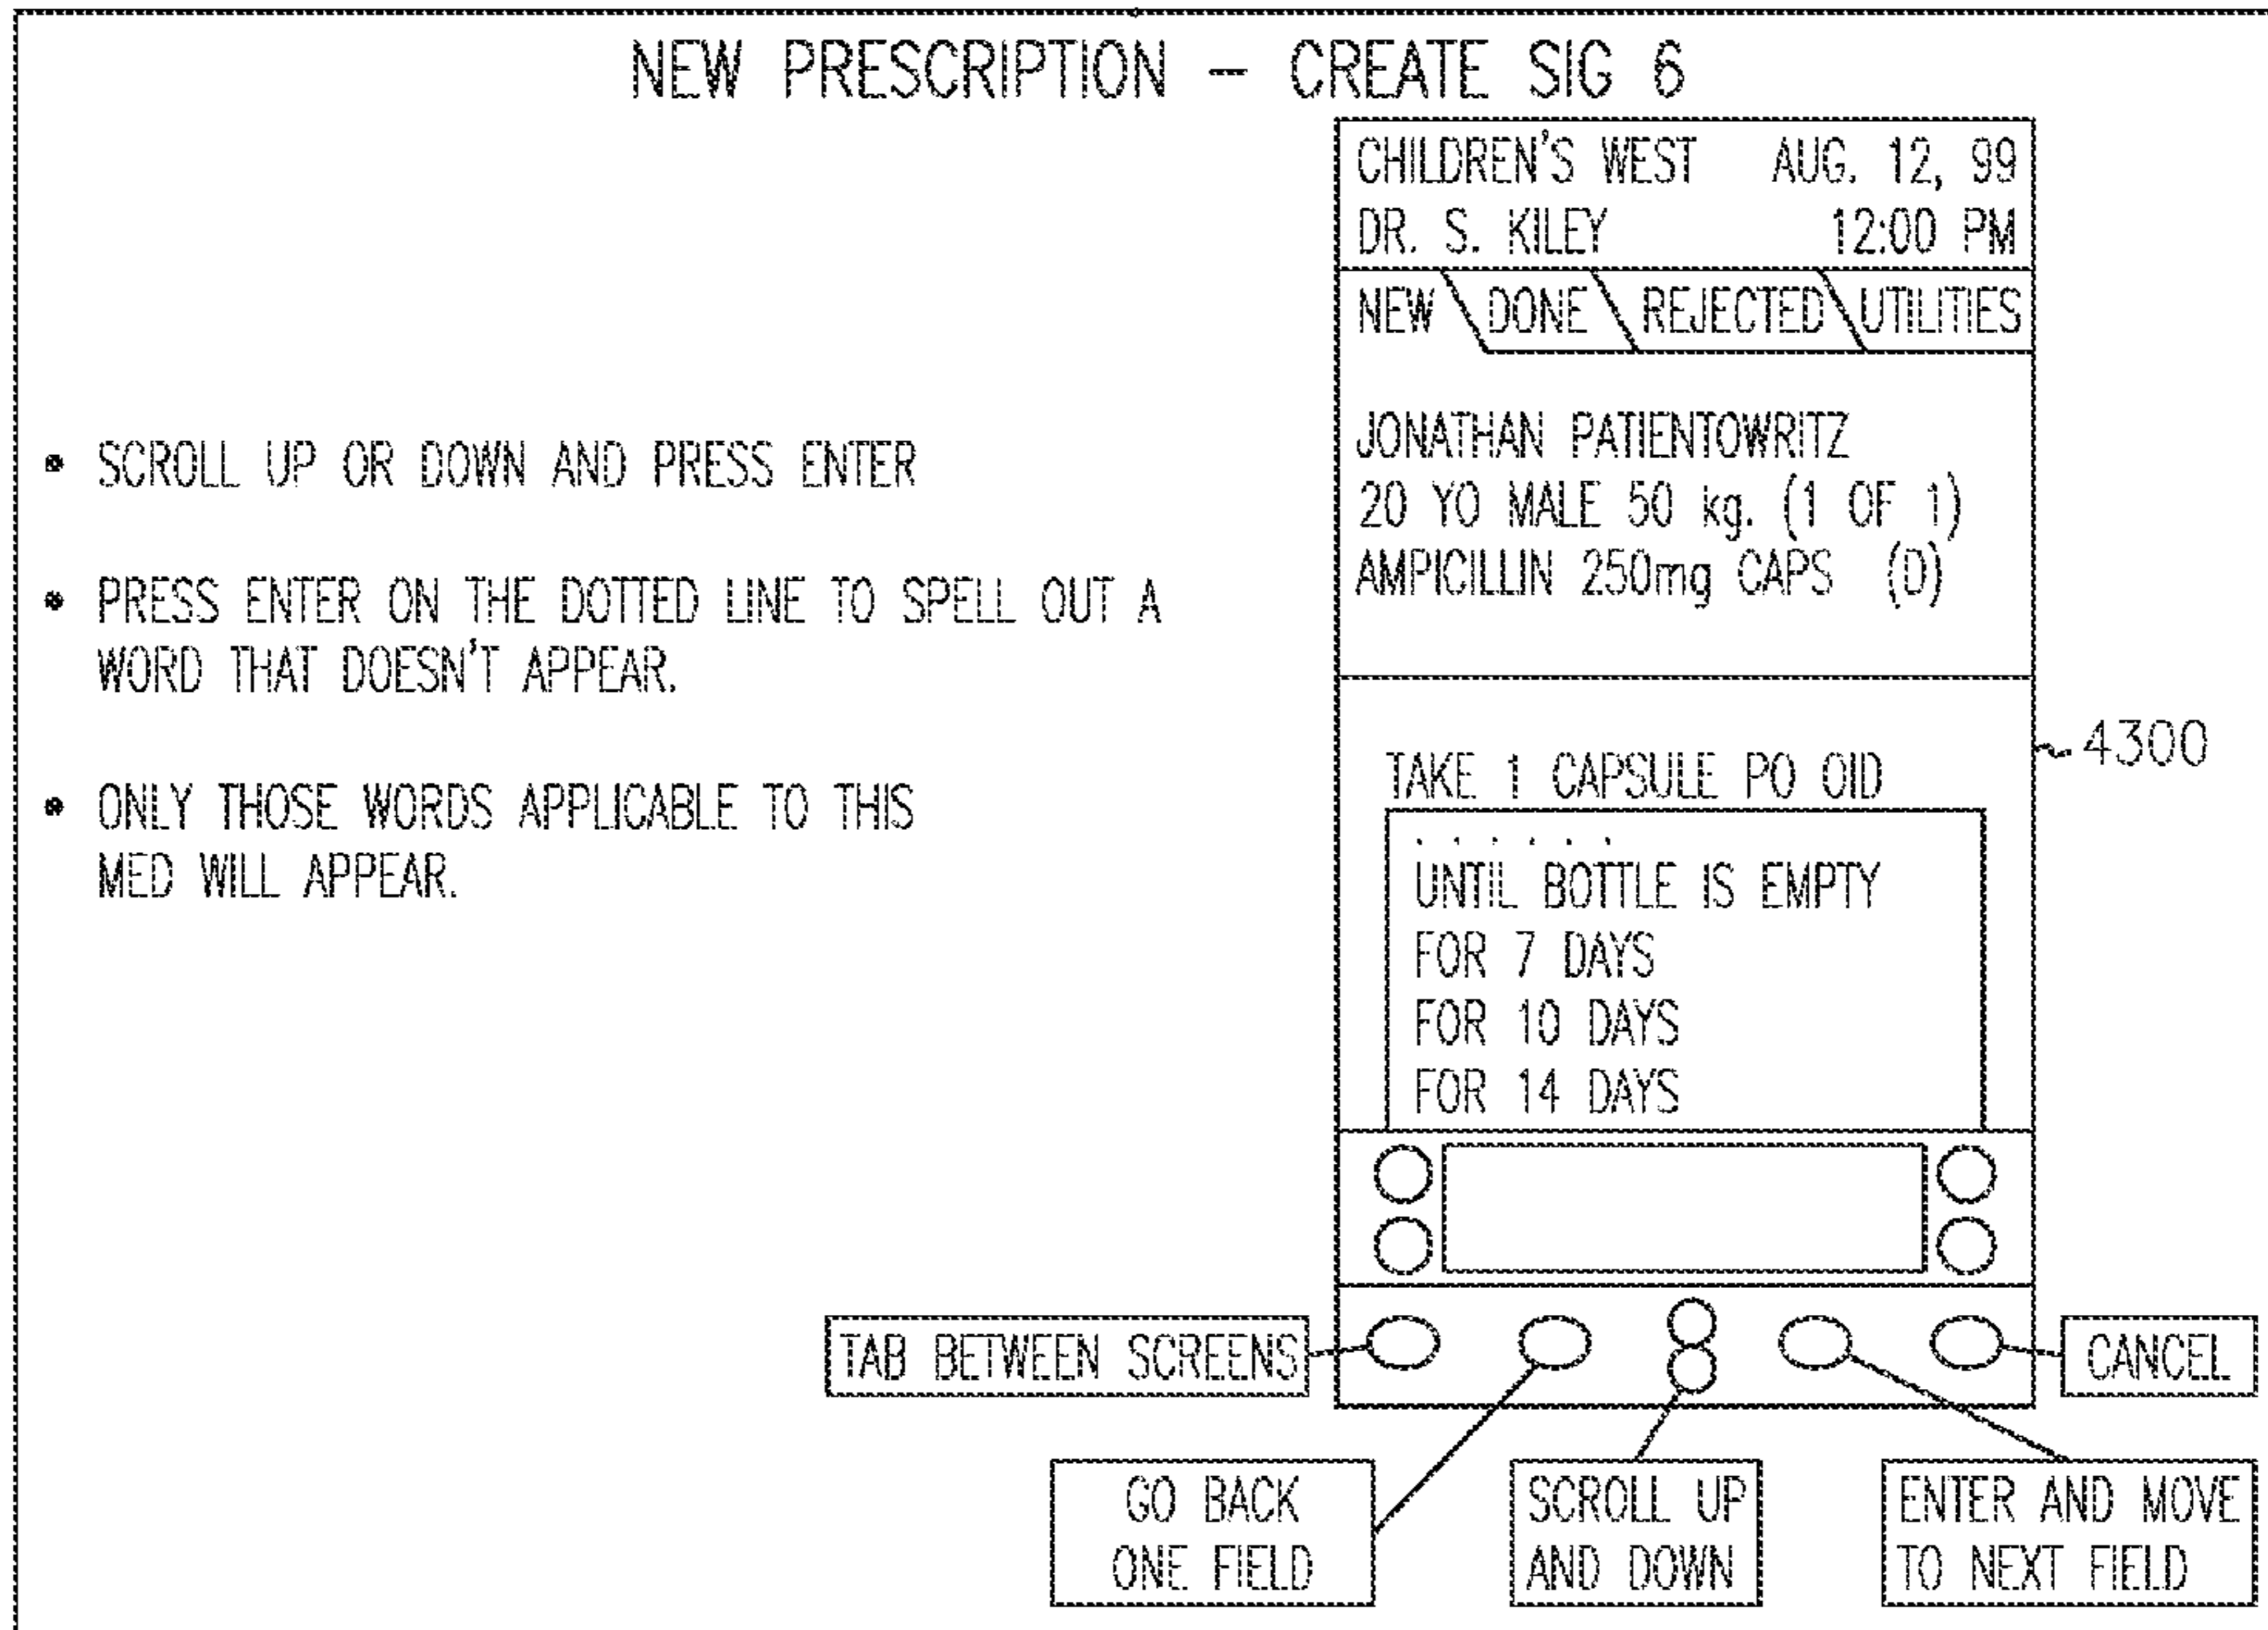 NEW PRESCRIPTION – CREATE SIG 6
• SCROLL UP OR DOWN AND PRESS ENTER
• PRESS ENTER ON THE DOTTED LINE TO SPELL OUT A
WORD THAT DOESN'T APPEAR.
• ONLY THOSE WORDS APPLICABLE TO THIS
MED WILL APPEAR.
CHILDREN'S WEST AUG. 12, 99
DR. S. KILEY 12:00 PM
NEW DONE REJECTED UTILITIES
JONATHAN PATIENTOWRITZ
20 YO MALE 50 kg. (1 OF 1)
AMPICILLIN 250mg CAPS (D)
TAKE 1 CAPSULE PO OID
. . . . . .
UNTIL BOTTLE IS EMPTY
FOR 7 DAYS
FOR 10 DAYS
FOR 14 DAYS
4300
TAB BETWEEN SCREENS
CANCEL
GO BACK
ONE FIELD
SCROLL UP
AND DOWN
ENTER AND MOVE
TO NEXT FIELD